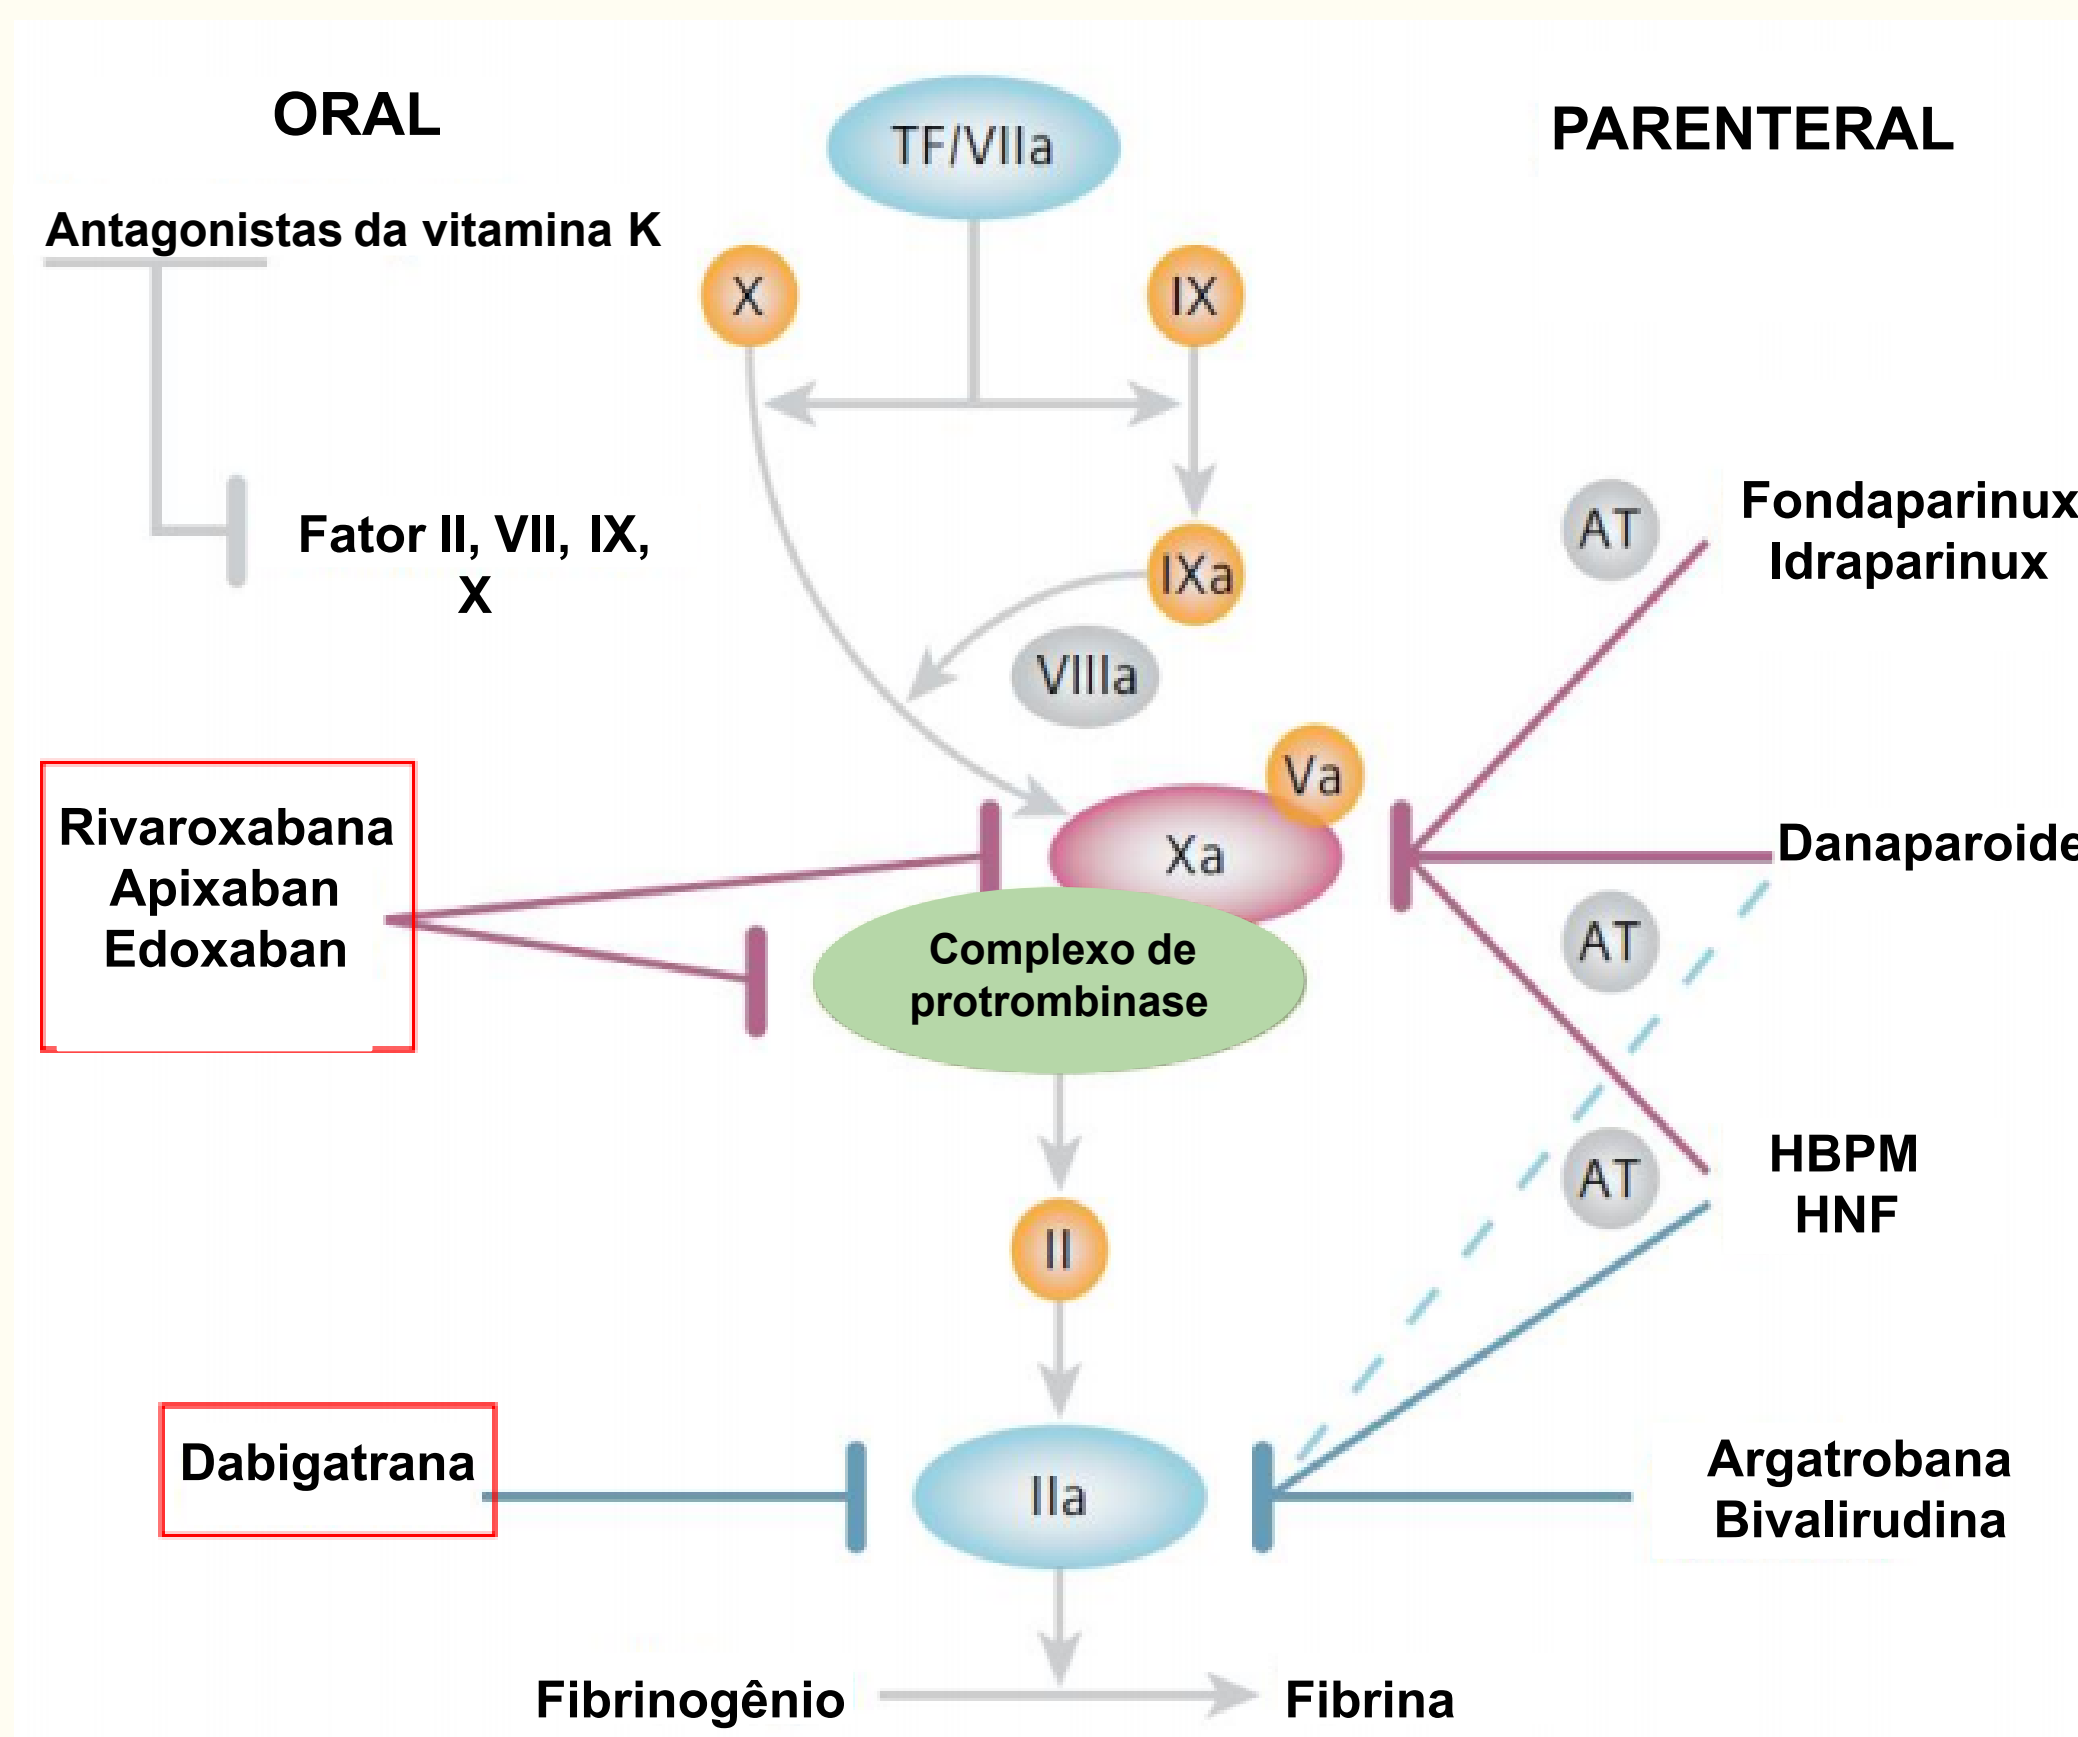 ORAL
PARENTERAL
TF/VIIa
Antagonistas da vitamina K
X
IX
Fator II, VII, IX,
X
AT
Fondaparinux
Idraparinux
IXa
VIIIa
Va
Rivaroxabana
Apixaban
Edoxaban
Xa
Danaparoide
AT
Complexo de
protrombinase
AT
HBPM
HNF
II
Dabigatrana
IIa
Argatrobana
Bivalirudina
Fibrinogênio
Fibrina